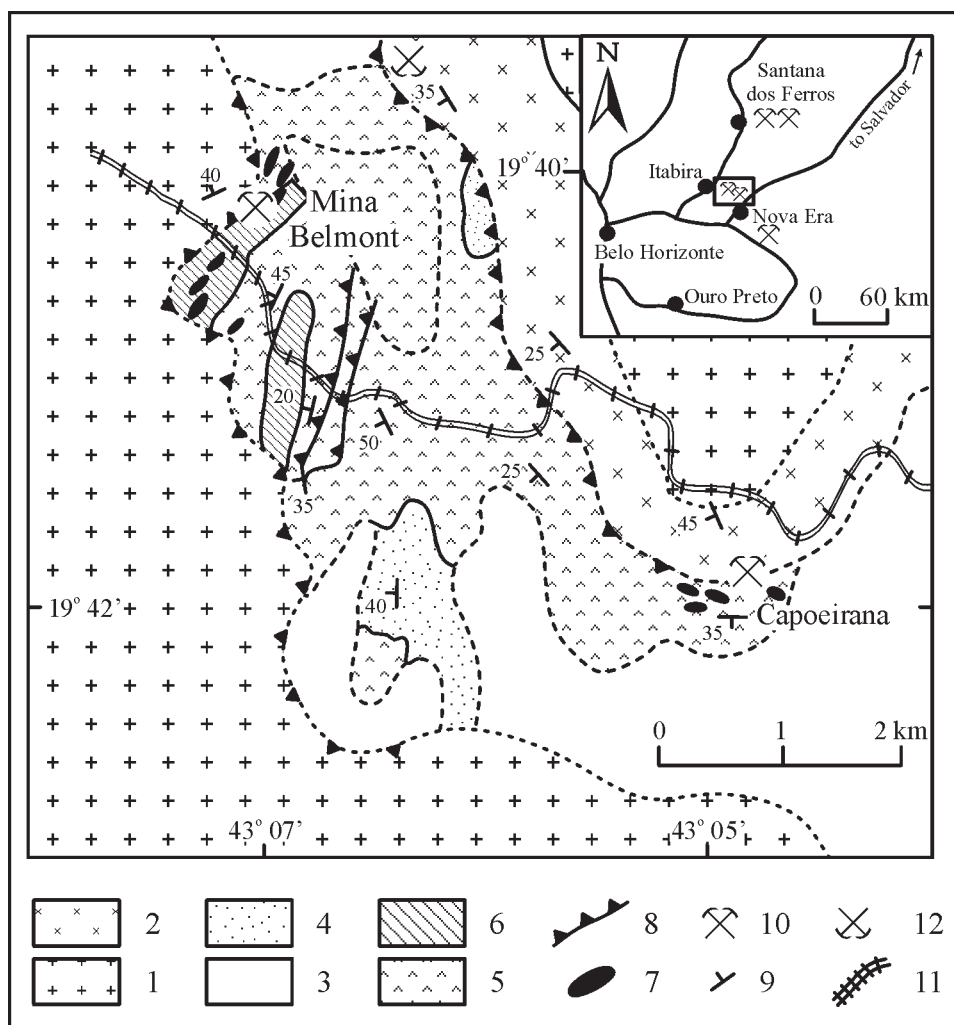 N
Santana
dos Ferros
to Salvador
19° 40'
Itabira
Nova Era
Belo Horizonte
Ouro Preto
0 60 km
35
40
Mina
Belmont
45
25
20
50
25
35
45
40
19° 42'
Capoeirana
35
0 1 2 km
43° 07'
43° 05'
2 4 6 8 10 12
1 3 5 7 9 11